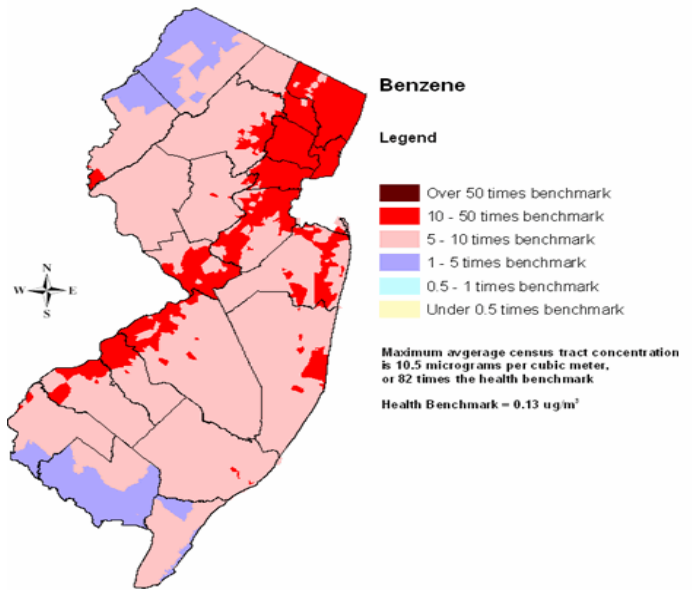 Benzene
Legend
Over 50 times benchmark
10 - 50 times benchmark
5 - 10 times benchmark
1 - 5 times benchmark
0.5 - 1 times benchmark
Under 0.5 times benchmark
N
W E
S
Maximum avgerage census tract concentration
is 10.5 micrograms per cubic meter,
or 82 times the health benchmark
Health Benchmark = 0.13 ug/m³